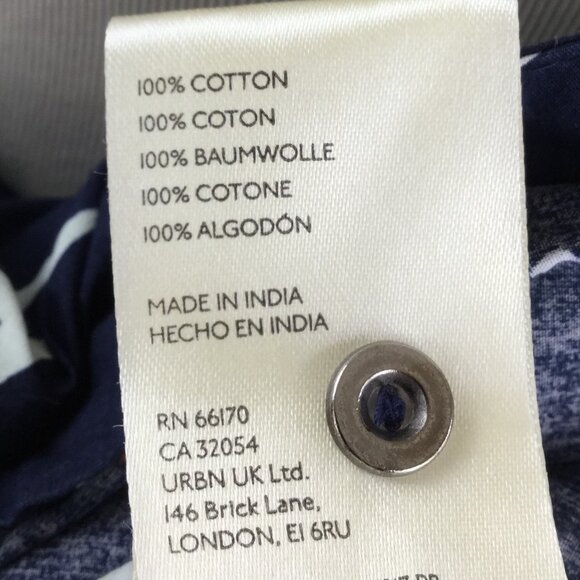 100% COTTON
100% COTON
100% BAUMWOLLE
100% COTONE
100% ALGODÓN
MADE IN INDIA
HECHO EN INDIA
RN 66170
CA 32054
URBN UK Ltd.
146 Brick Lane,
LONDON, E1 6RU